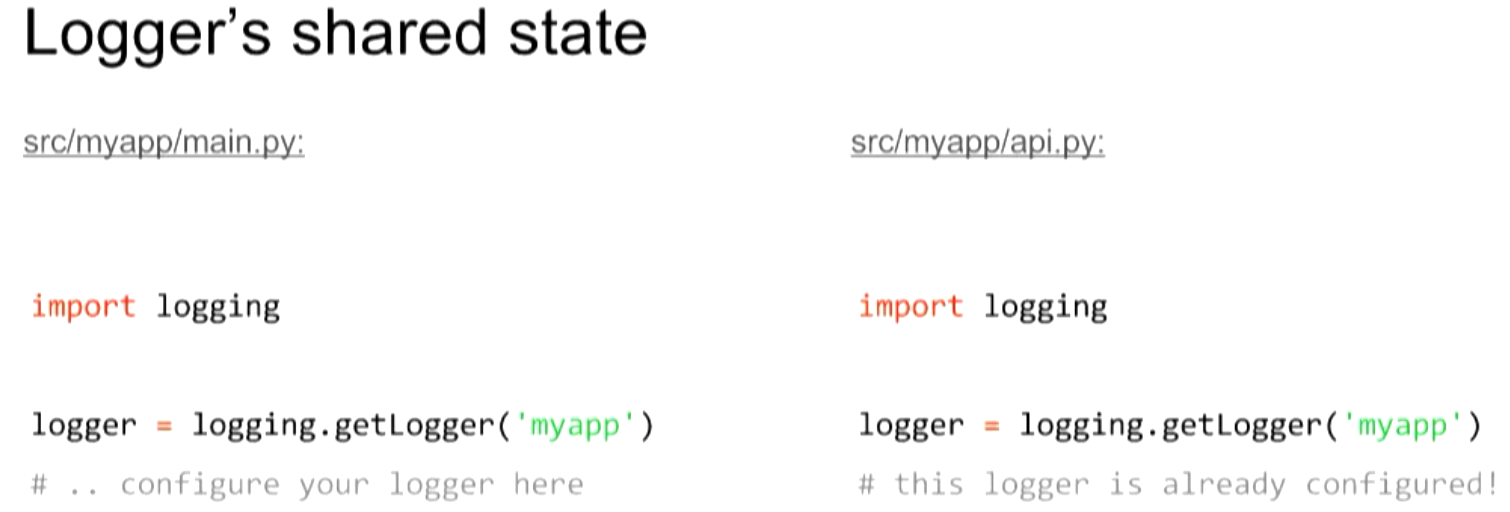 Logger’s shared state
src/myapp/main.py:
import logging
logger = logging.getLogger('myapp')
# .. configure your logger here
src/myapp/api.py:
import logging
logger = logging.getLogger('myapp')
# this logger is already configured!